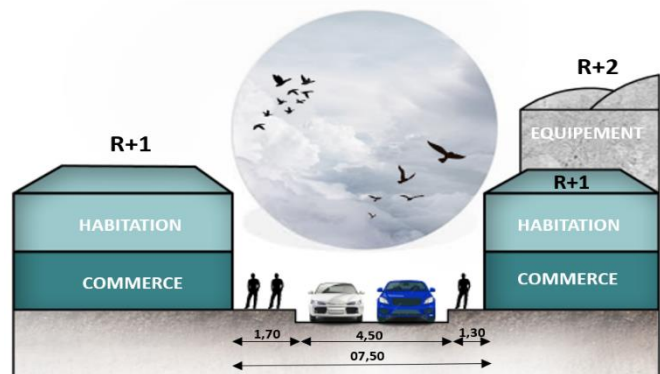 R+2
EQUIPEMENT
R+1
R+1
HABITATION
HABITATION
COMMERCE
COMMERCE
1,70
4,50
1,30
07,50